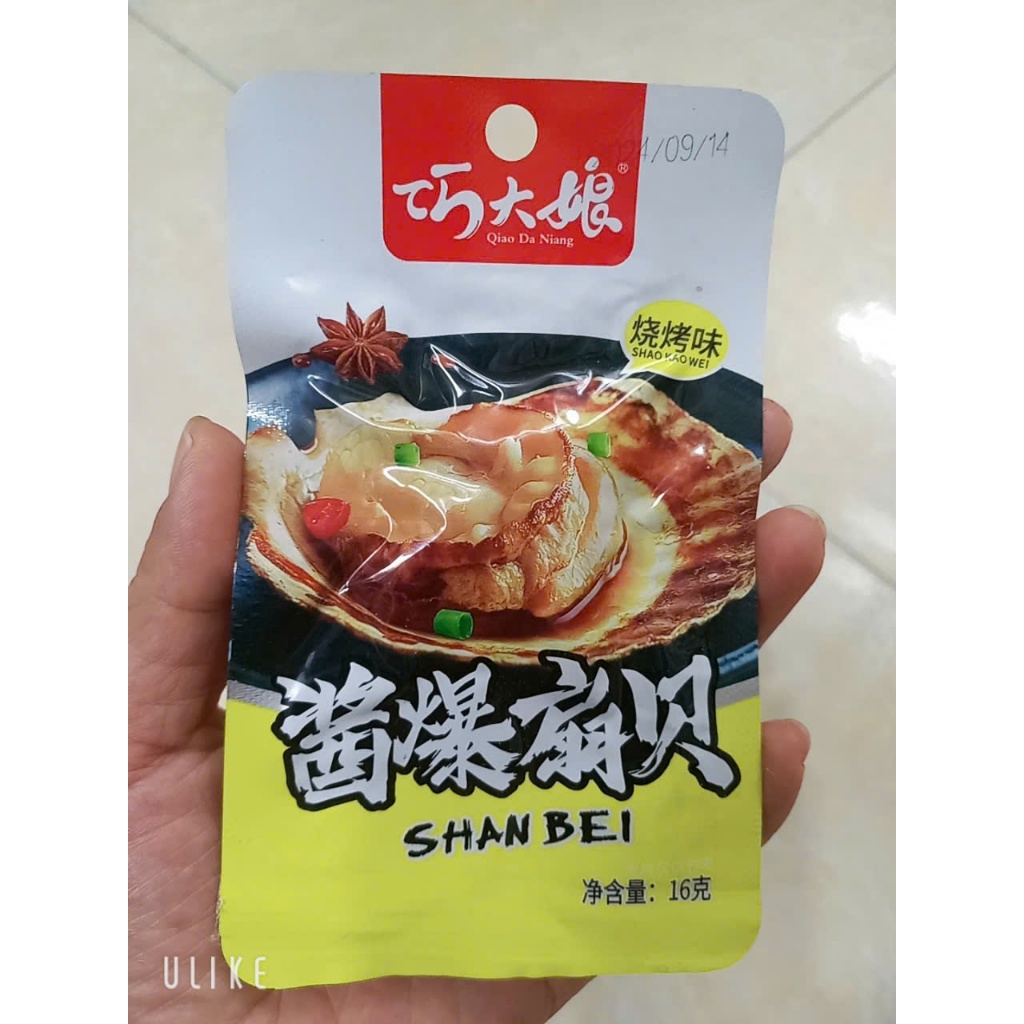 24/09/14
巧大娘®
Qiao Da Niang
烧烤味
SHAO KAO WEI
酱爆扇贝
SHAN BEI
净含量：16克
ULIKE